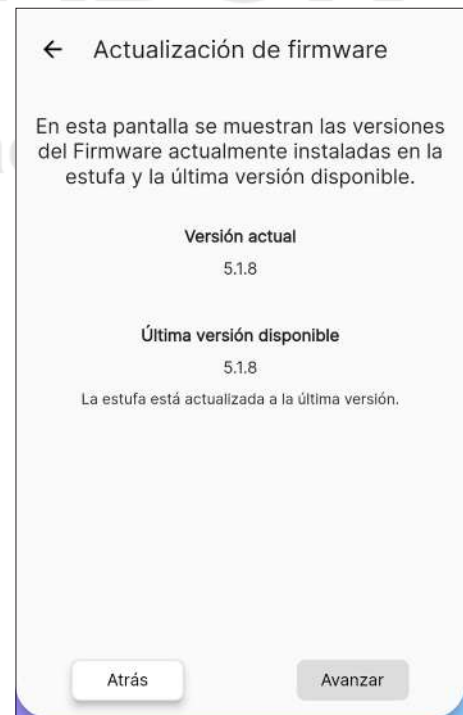 Actualización de firmware
En esta pantalla se muestran las versiones
del Firmware actualmente instaladas en la
estufa y la última versión disponible.
Versión actual
5.1.8
Última versión disponible
5.1.8
La estufa está actualizada a la última versión.
Atrás
Avanzar